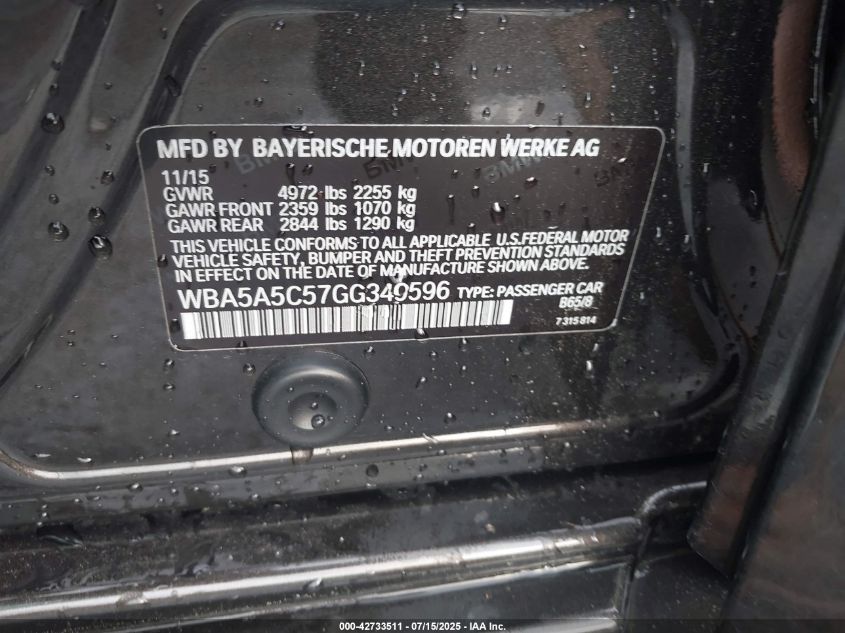 MFD BY BAYERISCHE MOTOREN WERKE AG
11/15
GVWR 4972 lbs 2255 kg
GAWR FRONT 2359 lbs 1070 kg
GAWR REAR 2844 lbs 1290 kg
THIS VEHICLE CONFORMS TO ALL APPLICABLE U.S.FEDERAL MOTOR
VEHICLE SAFETY, BUMPER AND THEFT PREVENTION STANDARDS
IN EFFECT ON THE DATE OF MANUFACTURE SHOWN ABOVE.
WBA5A5C57GG349596 TYPE: PASSENGER CAR
B65/8
7 315 814
000-42733511 - 07/15/2025 - IAA Inc.